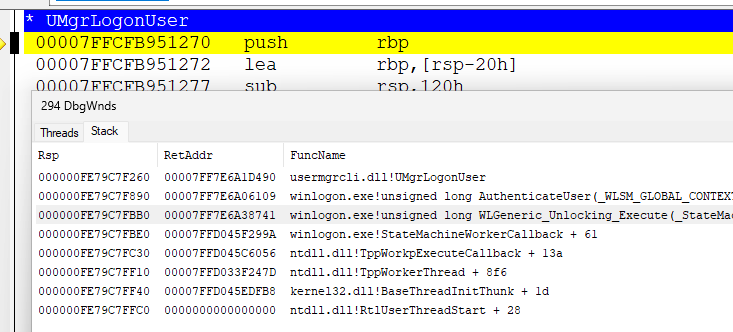 * UMgrLogonUser
00007FFCFB951270 push rbp
00007FFCFB951272 lea rbp,[rsp-20h]
00007FFCFB951277 sub rsp,120h
294 DbgWnds
Threads Stack
Rsp RetAddr FuncName
000000FE79C7F260 00007FF7E6A1D490 usermgrcli.dll!UMgrLogonUser
000000FE79C7F890 00007FF7E6A06109 winlogon.exe!unsigned long AuthenticateUser(_WLSM_GLOBAL_CONTEXT
000000FE79C7FBB0 00007FF7E6A38741 winlogon.exe!unsigned long WLGeneric_Unlocking_Execute(_StateMac
000000FE79C7FBE0 00007FFD045F299A winlogon.exe!StateMachineWorkerCallback + 61
000000FE79C7FC30 00007FFD045C6056 ntdll.dll!TppWorkpExecuteCallback + 13a
000000FE79C7FF10 00007FFD033F247D ntdll.dll!TppWorkerThread + 8f6
000000FE79C7FF40 00007FFD045EDFB8 kernel32.dll!BaseThreadInitThunk + 1d
000000FE79C7FFC0 0000000000000000 ntdll.dll!RtlUserThreadStart + 28